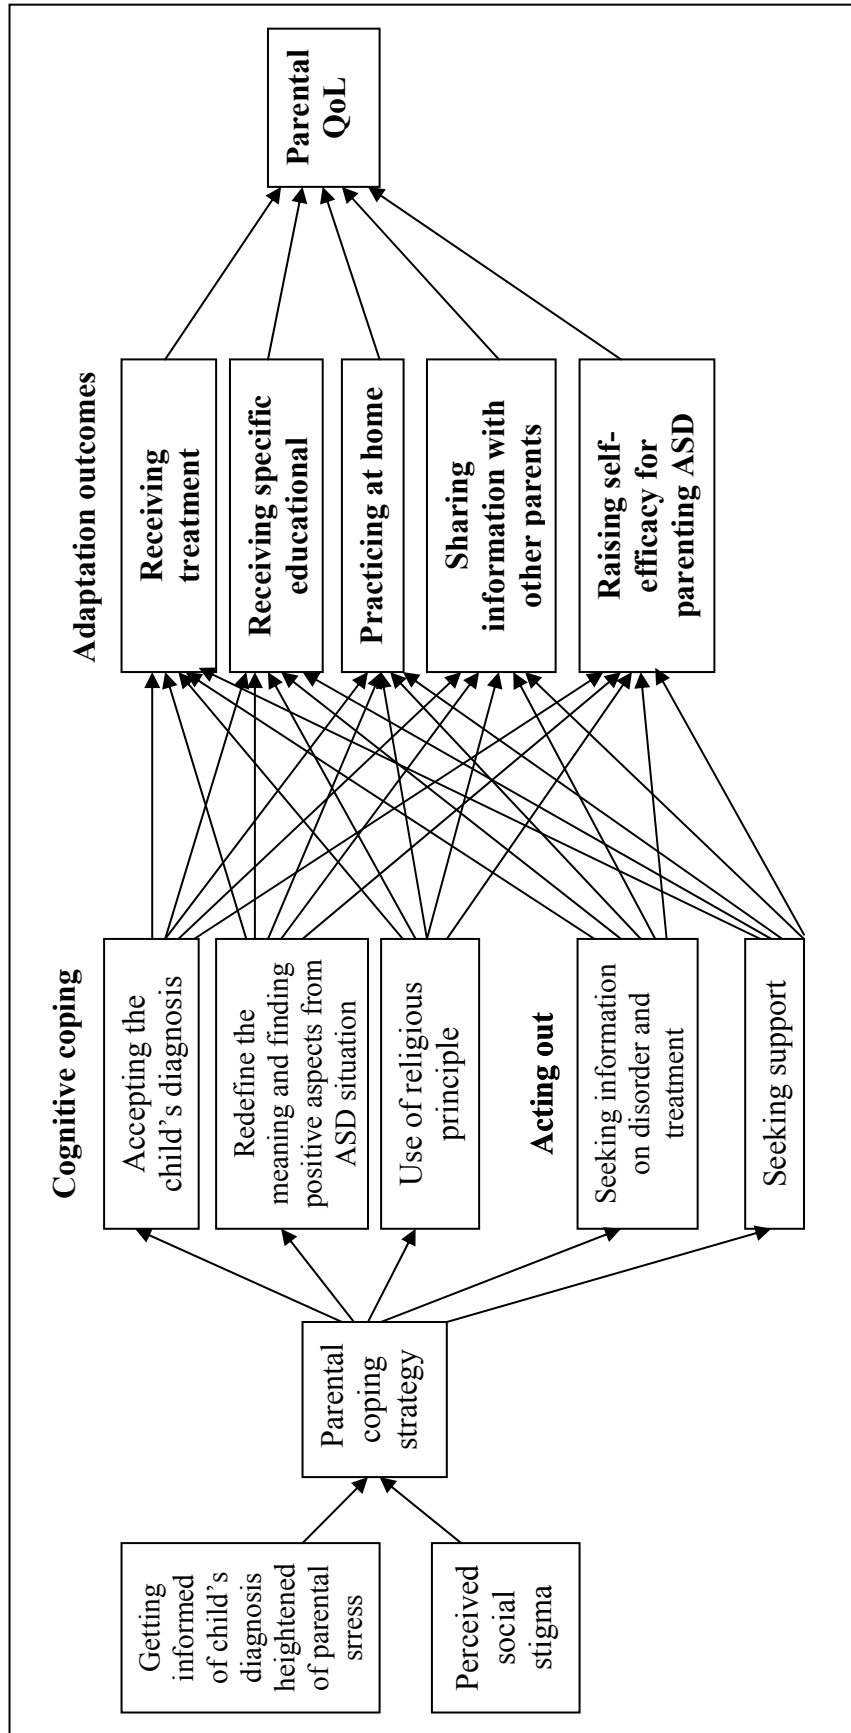 Getting
informed
of child's
diagnosis
heightened
of parental
srress
Perceived
social
stigma
Parental
coping
strategy
Cognitive coping
Accepting the
child's diagnosis
Redefine the
meaning and finding
positive aspects from
ASD situation
Use of religious
principle
Acting out
Seeking information
on disorder and
treatment
Seeking support
Adaptation outcomes
Receiving
treatment
Receiving specific
educational
Practicing at home
Sharing
information with
other parents
Raising self-
efficacy for
parenting ASD
Parental
QoL